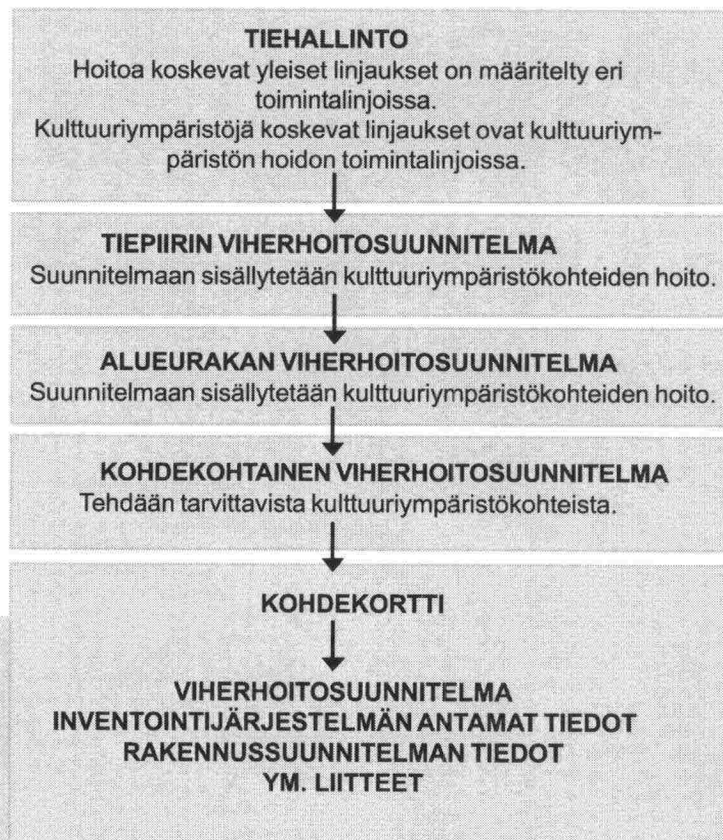 TIEHALLINTO
Hoitoa koskevat yleiset linjaukset on määritelty eri
toimintalinjoissa.
Kulttuuriympäristöjä koskevat linjaukset ovat kulttuuriym-
päristön hoidon toimintalinjoissa.
TIEPIIRIN VIHERHOITOSUUNNITELMA
Suunnitelmaan sisällytetään kulttuuriympäristökohteiden hoito.
ALUEURAKAN VIHERHOITOSUUNNITELMA
Suunnitelmaan sisällytetään kulttuuriympäristökohteiden hoito.
KOHDEKOHTAINEN VIHERHOITOSUUNNITELMA
Tehdään tarvittavista kulttuuriympäristökohteista.
KOHDEKORTTI
VIHERHOITOSUUNNITELMA
INVENTOINTIJÄRJESTELMÄN ANTAMAT TIEDOT
RAKENNUSSUUNNITELMAN TIEDOT
YM. LIITTEET